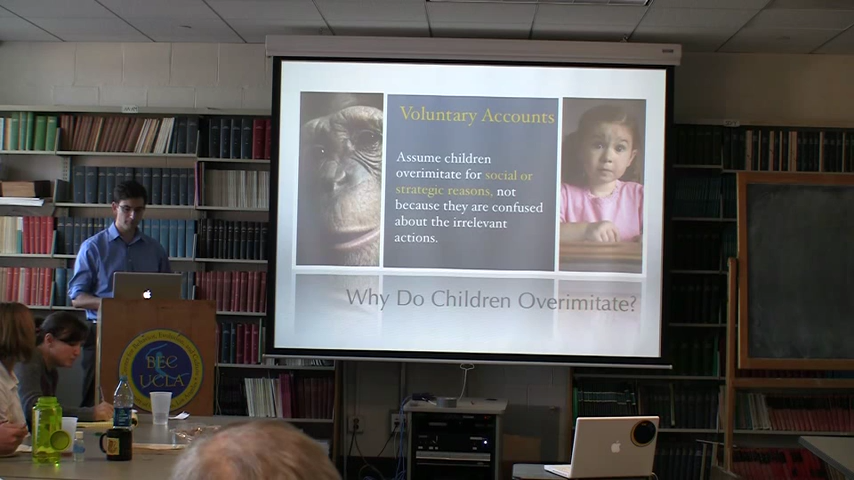 Voluntary Accounts
Assume children
overimitate for social or
strategic reasons, not
because they are confused
about the irrelevant
actions.
Why Do Children Overimitate?
BEC
UCLA